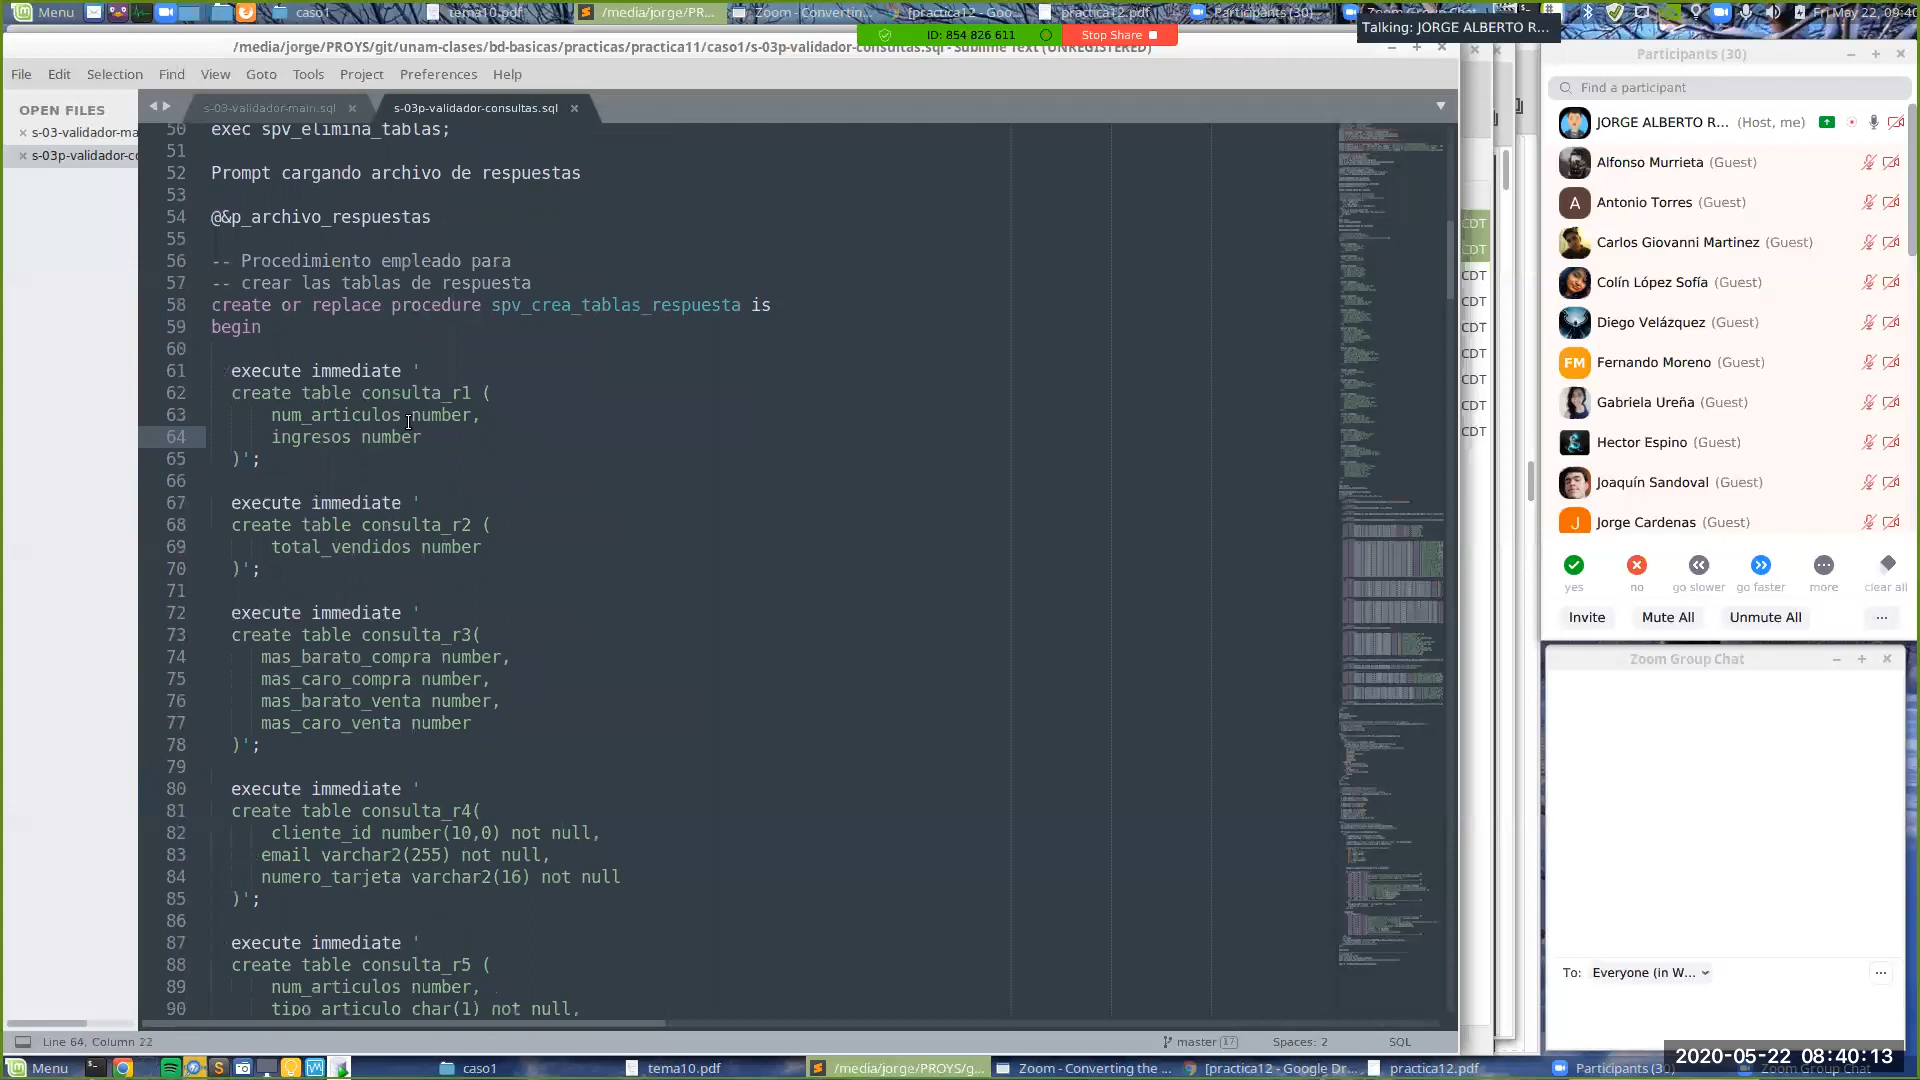 Menu
caso1
tema10.pdf
/media/jorge/PR...
Zoom - Convertin...
[practica12 - Goo...
practica12.pdf
Participants (30)
Zoom Group Chat
Fri May 22, 09:40
/media/jorge/PROYS/git/unam-clases/bd-basicas/practicas/practica11/caso1/s-03p-validador-consultas.sql - Sublime Text (UNREGISTERED)
ID: 854 826 611
Stop Share
Talking: JORGE ALBERTO R...
File Edit Selection Find View Goto Tools Project Preferences Help
OPEN FILES
s-03-validador-ma
s-03p-validador-co
s-03-validador-main.sql
s-03p-validador-consultas.sql
50 exec spv_elimina_tablas;
51
52 Prompt cargando archivo de respuestas
53
54 @&p_archivo_respuestas
55
56 -- Procedimiento empleado para
57 -- crear las tablas de respuesta
58 create or replace procedure spv_crea_tablas_respuesta is
59 begin
60
61 execute immediate '
62 create table consulta_r1 (
63 num_articulos number,
64 ingresos number
65 )';
66
67 execute immediate '
68 create table consulta_r2 (
69 total_vendidos number
70 )';
71
72 execute immediate '
73 create table consulta_r3(
74 mas_barato_compra number,
75 mas_caro_compra number,
76 mas_barato_venta number,
77 mas_caro_venta number
78 )';
79
80 execute immediate '
81 create table consulta_r4(
82 cliente_id number(10,0) not null,
83 email varchar2(255) not null,
84 numero_tarjeta varchar2(16) not null
85 )';
86
87 execute immediate '
88 create table consulta_r5 (
89 num_articulos number,
90 tipo_articulo char(1) not null,
Line 64, Column 22
master 17
Spaces: 2
SQL
CDT
CDT
CDT
CDT
CDT
CDT
CDT
CDT
CDT
Participants (30)
Find a participant
JORGE ALBERTO R... (Host, me)
Alfonso Murrieta (Guest)
A Antonio Torres (Guest)
Carlos Giovanni Martinez (Guest)
Colín López Sofía (Guest)
Diego Velázquez (Guest)
FM Fernando Moreno (Guest)
Gabriela Ureña (Guest)
Hector Espino (Guest)
Joaquín Sandoval (Guest)
J Jorge Cardenas (Guest)
yes no go slower go faster more clear all
Invite Mute All Unmute All ...
Zoom Group Chat
To: Everyone (in W...
Menu
caso1
tema10.pdf
/media/jorge/PROYS/g...
Zoom - Converting the ...
[practica12 - Google Dr...
practica12.pdf
Participants (30)
Zoom Group Chat
2020-05-22 08:40:13